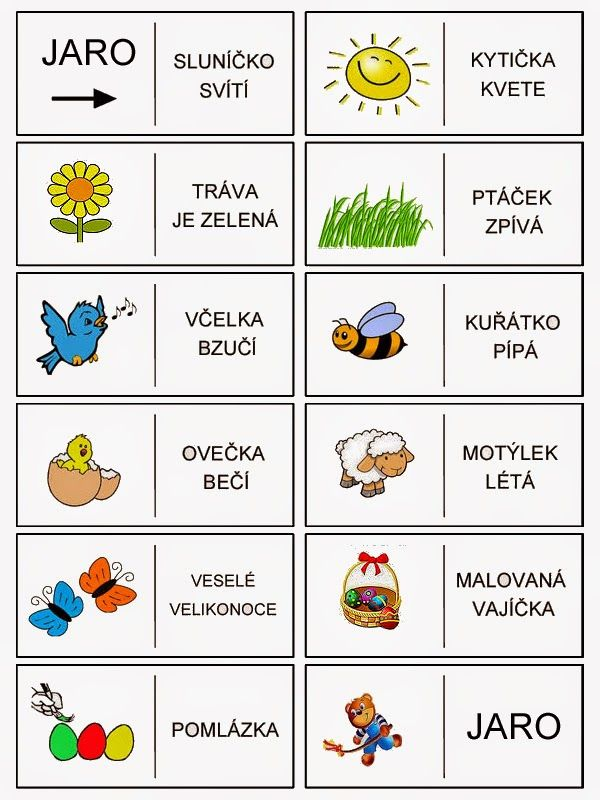 JARO
SLUNÍČKO
SVÍTÍ
KYTIČKA
KVETE
TRÁVA
JE ZELENÁ
PTÁČEK
ZPÍVÁ
VČELKA
BZUČÍ
KUŘÁTKO
PÍPÁ
OVEČKA
BEČÍ
MOTÝLEK
LÉTÁ
VESELÉ
VELIKONOCE
MALOVANÁ
VAJÍČKA
POMLÁZKA
JARO